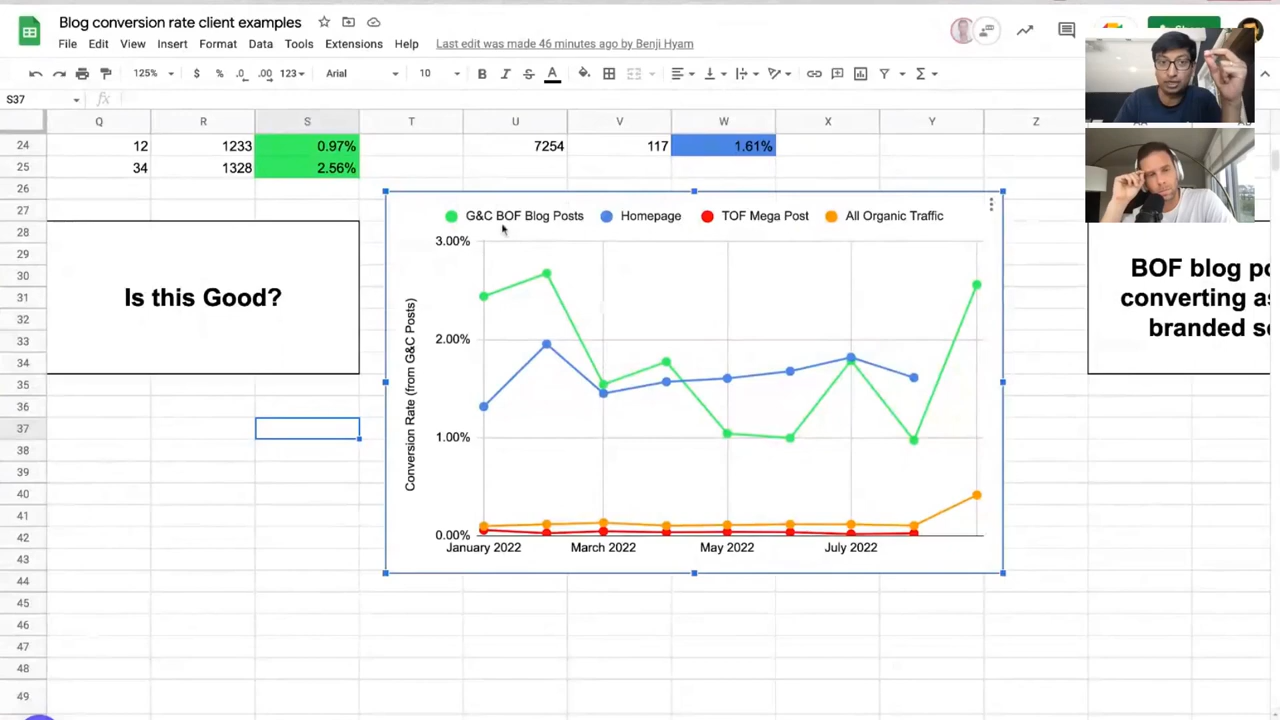 Blog conversion rate client examples
File Edit View Insert Format Data Tools Extensions Help Last edit was made 46 minutes ago by Benji Hyam
125% $ % .0 .00 123 Arial 10 B I S A
S37 fx
Q R S T U V W X Y Z
24 12 1233 0.97% 7254 117 1.61%
25 34 1328 2.56%
26
27
28
29
30
31
32
33
34
35
36
37
38
39
40
41
42
43
44
45
46
47
48
49
Is this Good?
G&C BOF Blog Posts Homepage TOF Mega Post All Organic Traffic
Conversion Rate (from G&C Posts)
3.00%
2.00%
1.00%
0.00%
January 2022 March 2022 May 2022 July 2022
BOF blog po
converting as
branded se